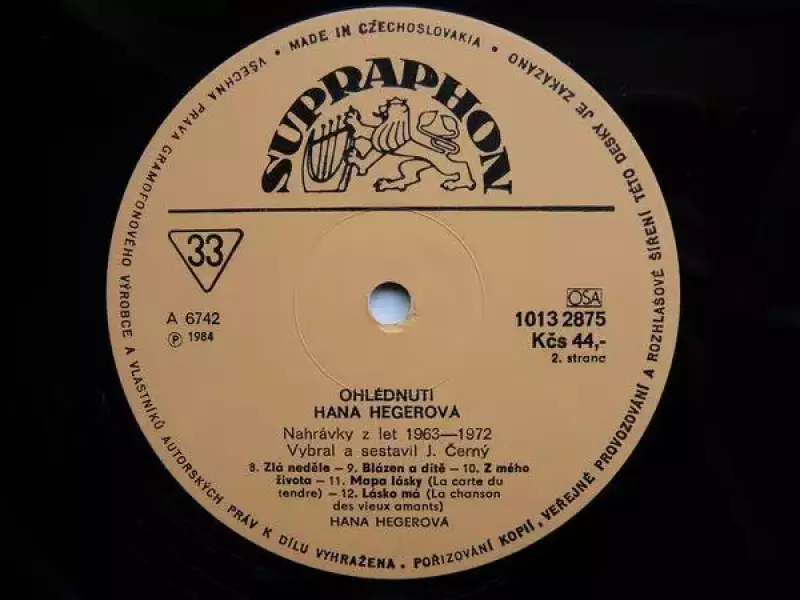 VŠECHNA PRÁVA GRAMOFONOVÉHO VÝROBCE A VLASTNÍKŮ AUTORSKÝCH PRÁV K DÍLU VYHRAŽENA. POŘIZOVÁNÍ KOPIÍ, VEŘEJNÉ PROVOZOVÁNÍ A ROZHLASOVÉ ŠÍŘENÍ TÉTO DESKY JE ZAKÁZÁNO • MADE IN CZECHOSLOVAKIA •
SUPRAPHON
33
A 6742
Ⓟ 1984
OSA
1013 2875
Kčs 44,-
2. strana
OHLÉDNUTÍ
HANA HEGEROVÁ
Nahrávky z let 1963—1972
Vybral a sestavil J. Černý
8. Zlá neděle – 9. Blázen a dítě – 10. Z mého
života – 11. Mapa lásky (La carte du
tendre) – 12. Lásko má (La chanson
des vieux amants)
HANA HEGEROVÁ